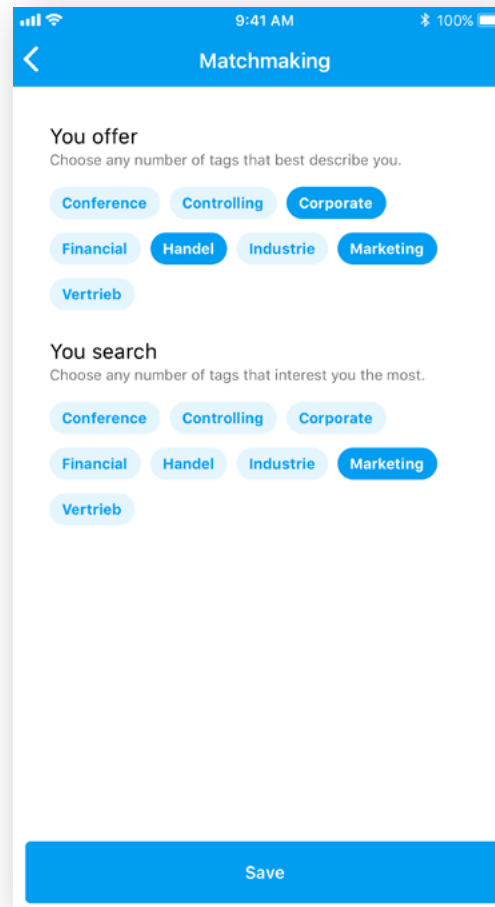 9:41 AM 100%
Matchmaking
You offer
Choose any number of tags that best describe you.
Conference Controlling Corporate
Financial Handel Industrie Marketing
Vertrieb
You search
Choose any number of tags that interest you the most.
Conference Controlling Corporate
Financial Handel Industrie Marketing
Vertrieb
Save